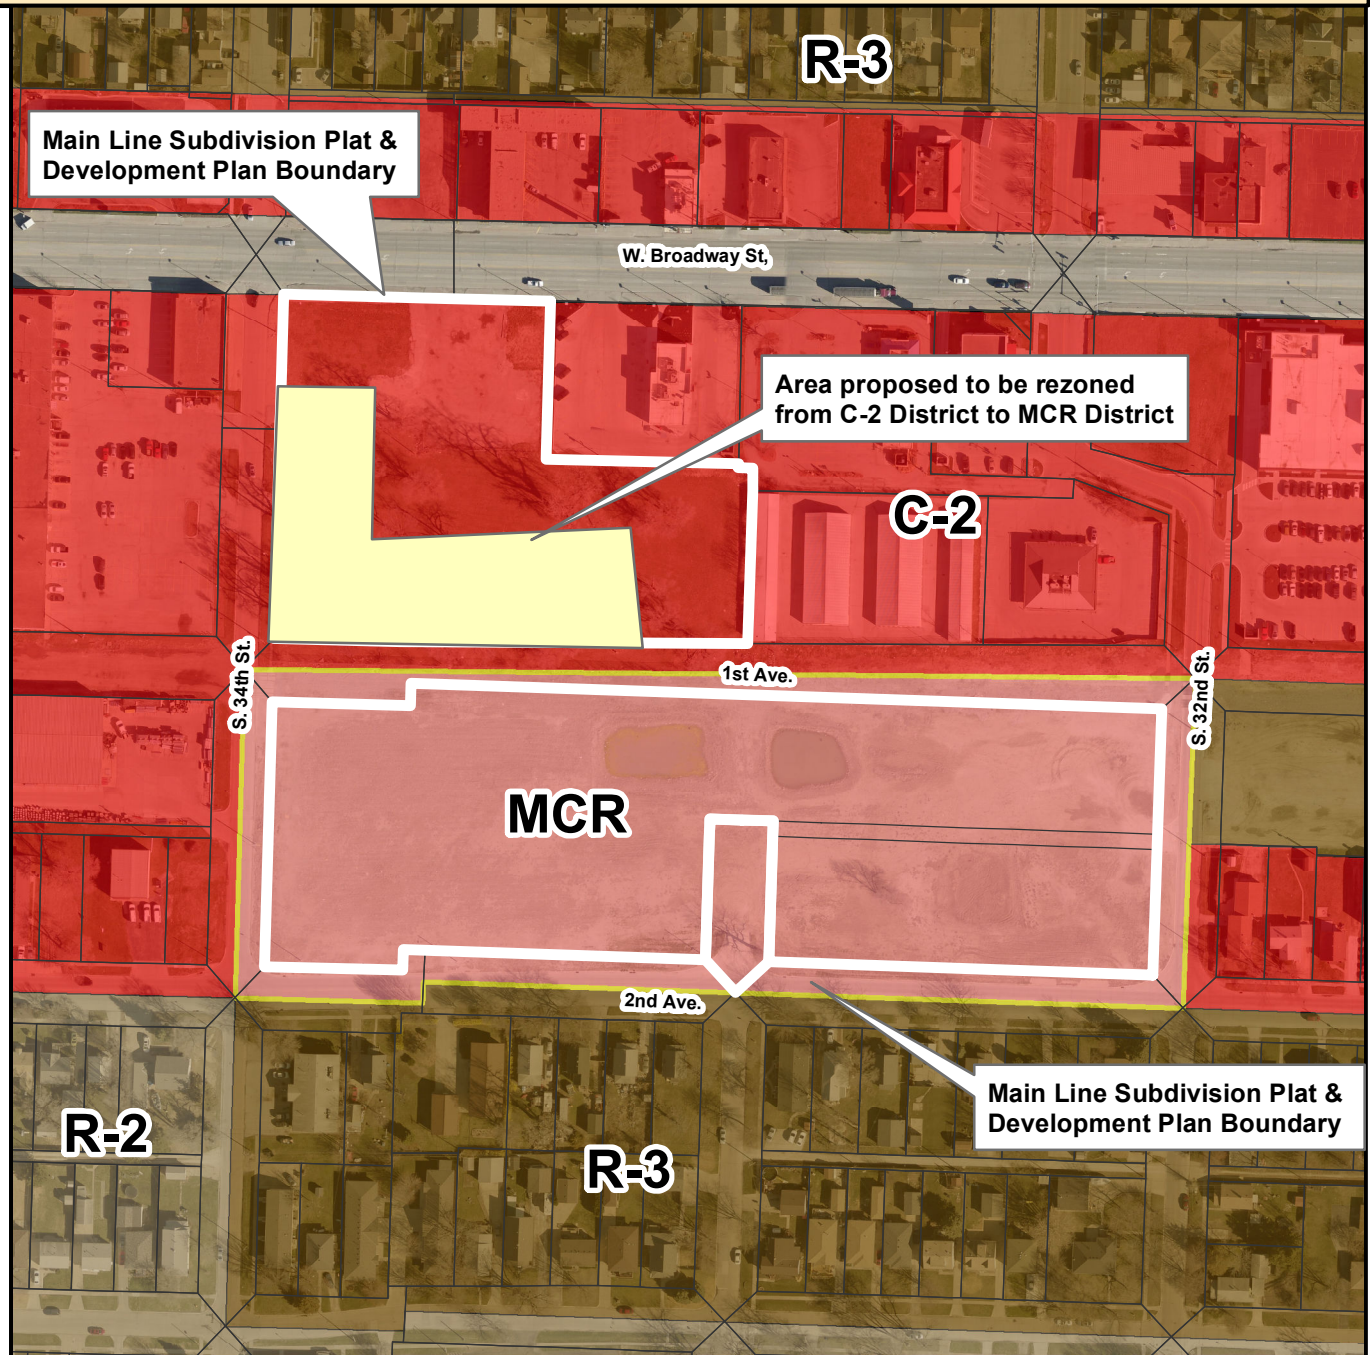 R-3
Main Line Subdivision Plat &
Development Plan Boundary
W. Broadway St,
Area proposed to be rezoned
from C-2 District to MCR District
C-2
S. 34th St.
1st Ave.
S. 32nd St.
MCR
2nd Ave.
Main Line Subdivision Plat &
Development Plan Boundary
R-2
R-3